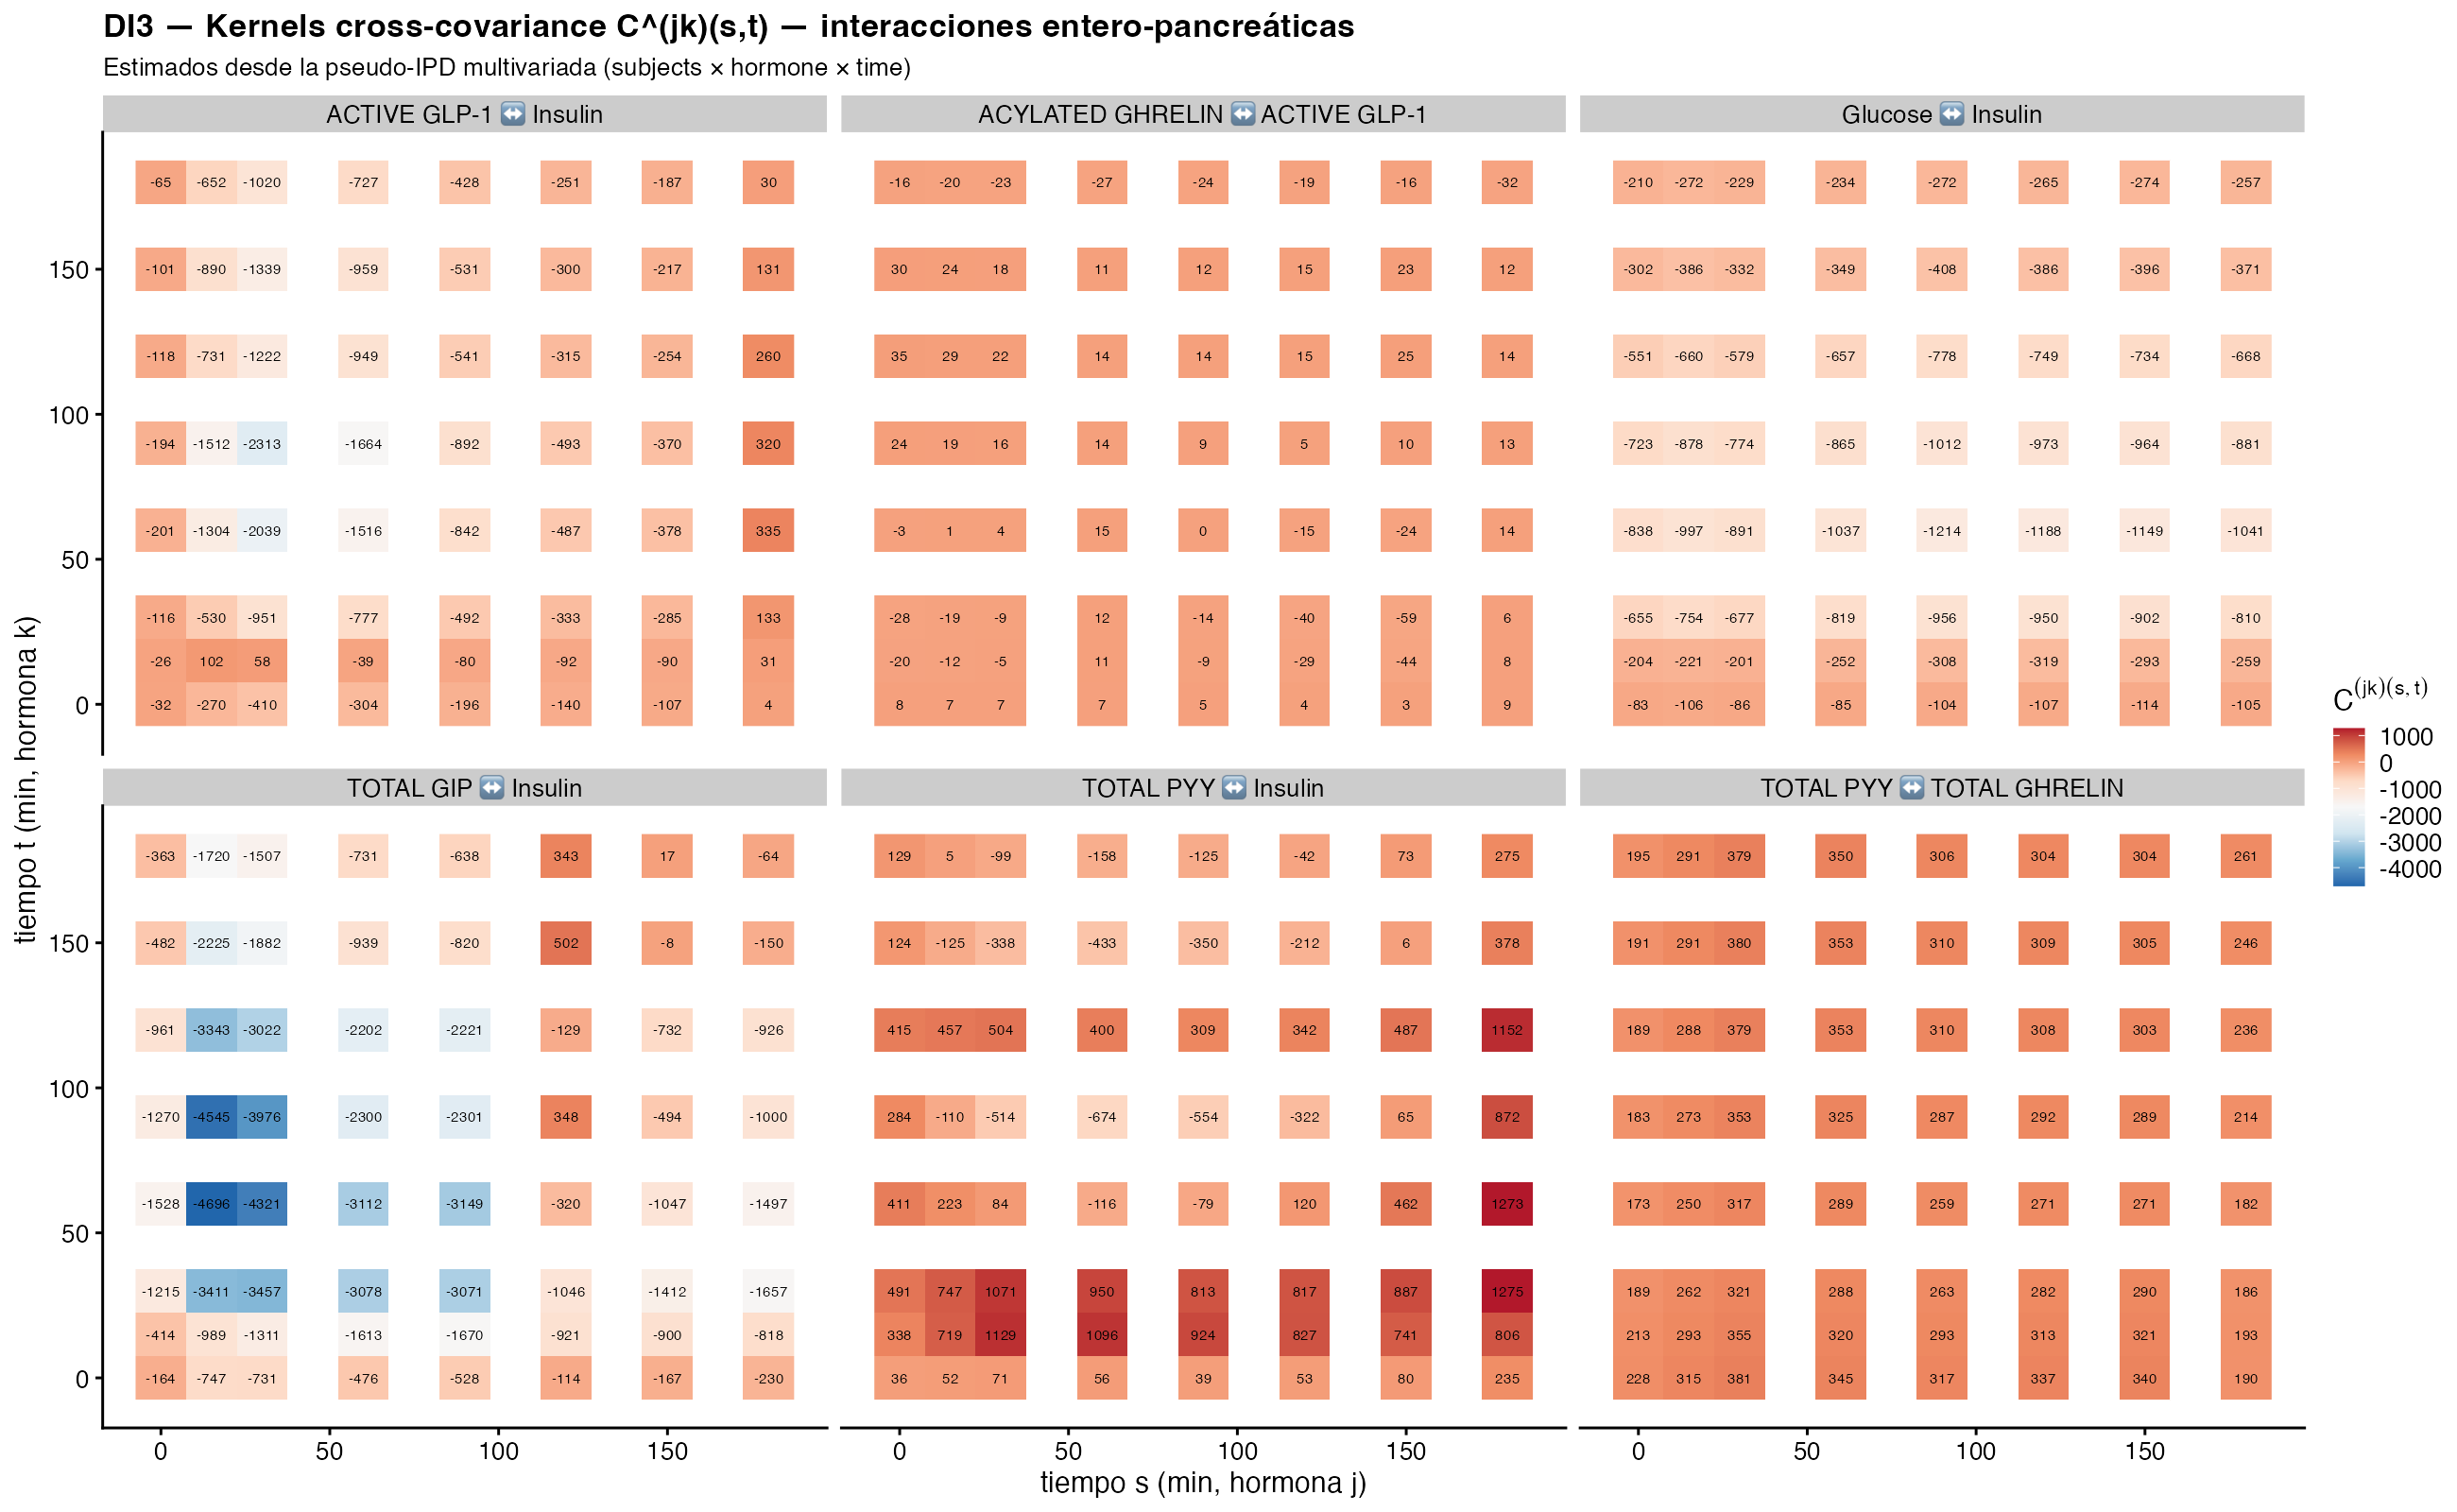 DI3 — Kernels cross-covariance C^(jk)(s,t) — interacciones entero-pancreáticas
Estimados desde la pseudo-IPD multivariada (subjects × hormone × time)
ACTIVE GLP-1 ↔ Insulin
ACYLATED GHRELIN ↔ ACTIVE GLP-1
Glucose ↔ Insulin
-65 -652 -1020 -727 -428 -251 -187 30
-101 -890 -1339 -959 -531 -300 -217 131
-118 -731 -1222 -949 -541 -315 -254 260
-194 -1512 -2313 -1664 -892 -493 -370 320
-201 -1304 -2039 -1516 -842 -487 -378 335
-116 -530 -951 -777 -492 -333 -285 133
-26 102 58 -39 -80 -92 -90 31
-32 -270 -410 -304 -196 -140 -107 4
-16 -20 -23 -27 -24 -19 -16 -32
30 24 18 11 12 15 23 12
35 29 22 14 14 15 25 14
24 19 16 14 9 5 10 13
-3 1 4 15 0 -15 -24 14
-28 -19 -9 12 -14 -40 -59 6
-20 -12 -5 11 -9 -29 -44 8
8 7 7 7 5 4 3 9
-210 -272 -229 -234 -272 -265 -274 -257
-302 -386 -332 -349 -408 -386 -396 -371
-551 -660 -579 -657 -778 -749 -734 -668
-723 -878 -774 -865 -1012 -973 -964 -881
-838 -997 -891 -1037 -1214 -1188 -1149 -1041
-655 -754 -677 -819 -956 -950 -902 -810
-204 -221 -201 -252 -308 -319 -293 -259
-83 -106 -86 -85 -104 -107 -114 -105
150
100
50
0
TOTAL GIP ↔ Insulin
TOTAL PYY ↔ Insulin
TOTAL PYY ↔ TOTAL GHRELIN
-363 -1720 -1507 -731 -638 343 17 -64
-482 -2225 -1882 -939 -820 502 -8 -150
-961 -3343 -3022 -2202 -2221 -129 -732 -926
-1270 -4545 -3976 -2300 -2301 348 -494 -1000
-1528 -4696 -4321 -3112 -3149 -320 -1047 -1497
-1215 -3411 -3457 -3078 -3071 -1046 -1412 -1657
-414 -989 -1311 -1613 -1670 -921 -900 -818
-164 -747 -731 -476 -528 -114 -167 -230
129 5 -99 -158 -125 -42 73 275
124 -125 -338 -433 -350 -212 6 378
415 457 504 400 309 342 487 1152
284 -110 -514 -674 -554 -322 65 872
411 223 84 -116 -79 120 462 1273
491 747 1071 950 813 817 887 1275
338 719 1129 1096 924 827 741 806
36 52 71 56 39 53 80 235
195 291 379 350 306 304 304 261
191 291 380 353 310 309 305 246
189 288 379 353 310 308 303 236
183 273 353 325 287 292 289 214
173 250 317 289 259 271 271 182
189 262 321 288 263 282 290 186
213 293 355 320 293 313 321 193
228 315 381 345 317 337 340 190
150
100
50
0
0 50 100 150
0 50 100 150
0 50 100 150
tiempo s (min, hormona j)
tiempo t (min, hormona k)
C(jk)(s, t)
1000
0
-1000
-2000
-3000
-4000